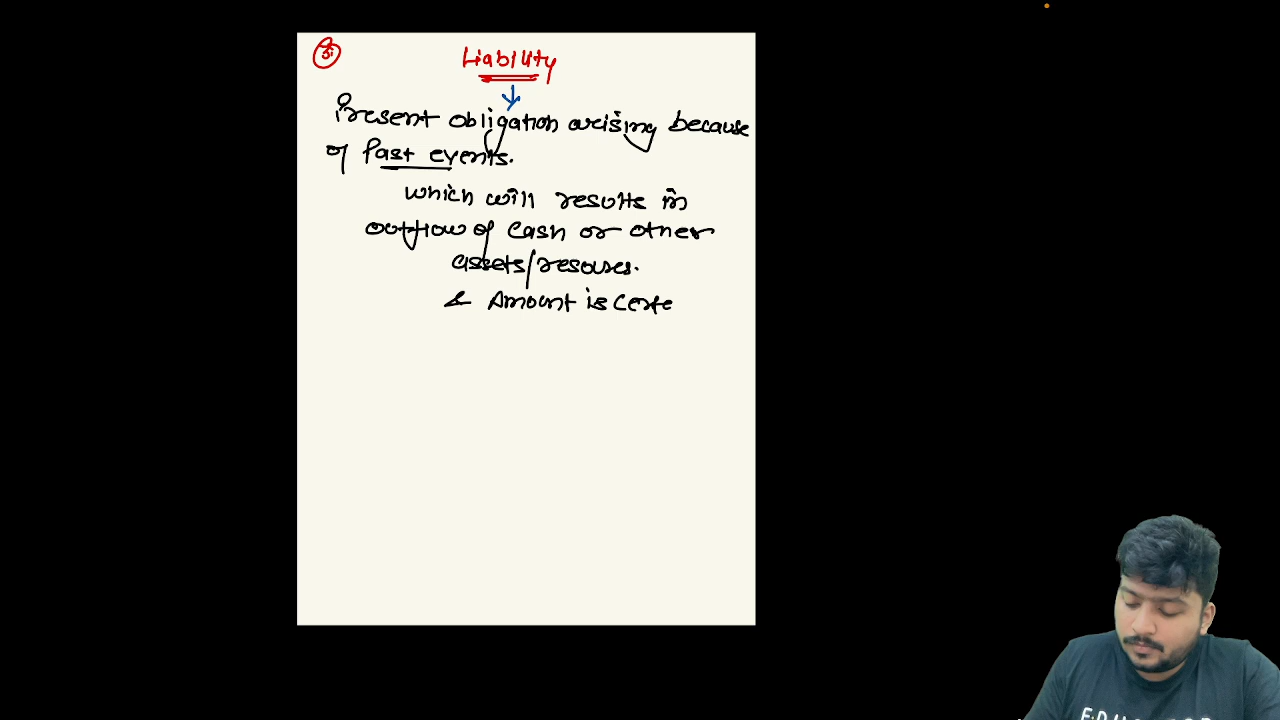 Liability
Present obligation arising because
of Past events.
which will results in
outflow of cash or other
assets/resouses.
& Amount is Certe